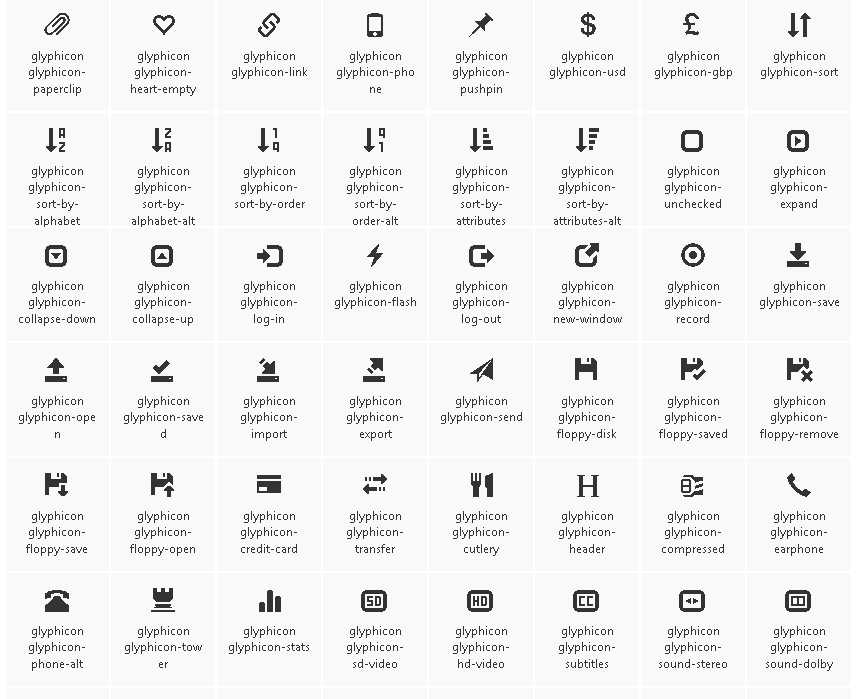 glyphicon
glyphicon-
paperclip
glyphicon
glyphicon-
heart-empty
glyphicon
glyphicon-link
glyphicon
glyphicon-pho
ne
glyphicon
glyphicon-
pushpin
$
glyphicon
glyphicon-usd
£
glyphicon
glyphicon-gbp
glyphicon
glyphicon-sort
A
Z
glyphicon
glyphicon-
sort-by-
alphabet
Z
A
glyphicon
glyphicon-
sort-by-
alphabet-alt
1
9
glyphicon
glyphicon-
sort-by-order
9
1
glyphicon
glyphicon-
sort-by-
order-alt
glyphicon
glyphicon-
sort-by-
attributes
glyphicon
glyphicon-
sort-by-
attributes-alt
glyphicon
glyphicon-
unchecked
glyphicon
glyphicon-
expand
glyphicon
glyphicon-
collapse-down
glyphicon
glyphicon-
collapse-up
glyphicon
glyphicon-
log-in
glyphicon
glyphicon-flash
glyphicon
glyphicon-
log-out
glyphicon
glyphicon-
new-window
glyphicon
glyphicon-
record
glyphicon
glyphicon-save
glyphicon
glyphicon-ope
n
glyphicon
glyphicon-save
d
glyphicon
glyphicon-
import
glyphicon
glyphicon-
export
glyphicon
glyphicon-send
glyphicon
glyphicon-
floppy-disk
glyphicon
glyphicon-
floppy-saved
glyphicon
glyphicon-
floppy-remove
glyphicon
glyphicon-
floppy-save
glyphicon
glyphicon-
floppy-open
glyphicon
glyphicon-
credit-card
glyphicon
glyphicon-
transfer
glyphicon
glyphicon-
cutlery
H
glyphicon
glyphicon-
header
glyphicon
glyphicon-
compressed
glyphicon
glyphicon-
earphone
glyphicon
glyphicon-
phone-alt
glyphicon
glyphicon-tow
er
glyphicon
glyphicon-stats
SD
glyphicon
glyphicon-
sd-video
HD
glyphicon
glyphicon-
hd-video
CC
glyphicon
glyphicon-
subtitles
glyphicon
glyphicon-
sound-stereo
glyphicon
glyphicon-
sound-dolby